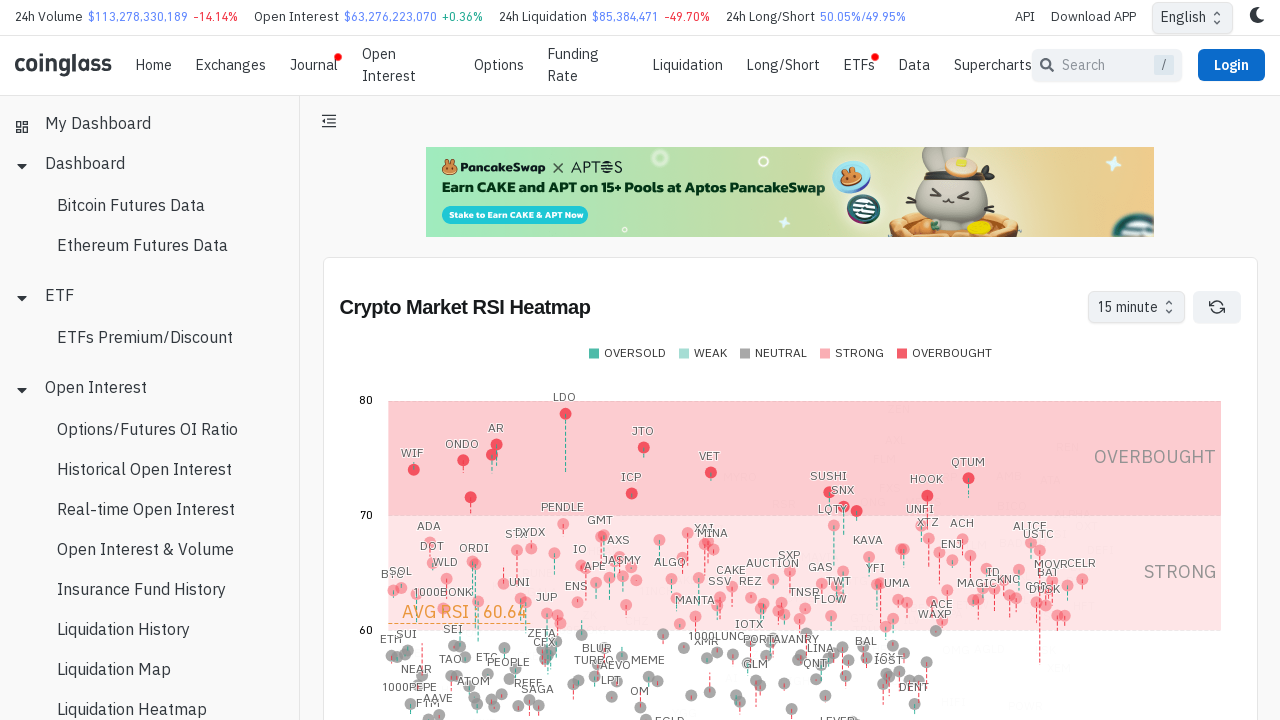 24h Volume $113,278,330,189 -14.14% Open Interest $63,276,223,070 +0.36% 24h Liquidation $85,384,471 -49.70% 24h Long/Short 50.05%/49.95% API Download APP English
coinglass Home Exchanges Journal Open Interest Options Funding Rate Liquidation Long/Short ETFs Data Supercharts Search / Login
My Dashboard
Dashboard
Bitcoin Futures Data
Ethereum Futures Data
ETF
ETFs Premium/Discount
Open Interest
Options/Futures OI Ratio
Historical Open Interest
Real-time Open Interest
Open Interest & Volume
Insurance Fund History
Liquidation History
Liquidation Map
Liquidation Heatmap
PancakeSwap × APTOS
Earn CAKE and APT on 15+ Pools at Aptos PancakeSwap
Stake to Earn CAKE & APT Now
Crypto Market RSI Heatmap
15 minute
OVERSOLD WEAK NEUTRAL STRONG OVERBOUGHT
80
LDO
AR JTO
WIF ONDO VET QTUM OVERBOUGHT
ICP SUSHI HOOK
SNX
PENDLE LQTY UNFI
70
GMT XTZ ACH
ADA STX DYDX XAI MINA ALICE USTC
DOT ORDI IO AXS KAVA ENJ
SOL WLD APE JASMY ALGO CAKE AUCTION SXP GAS YFI ID MOVR CELR
STRONG
BTC UNI ENS SSV REZ TWT UMA MAGIC KNC DUSK
1000BONK JUP MANTA TNSR FLOW ACE
AVG RSI : 60.64 IOTX WAXP
60
ETH SUI SEI ZETA CFX 1000LUNC VANRY BAL
NEAR TAO ETC PEOPLE BLUR TURBO AEVO MEME GLM QNT LINA IOST
1000PEPE ATOM REEF SAGA LPT OM DENT
FTM AAVE